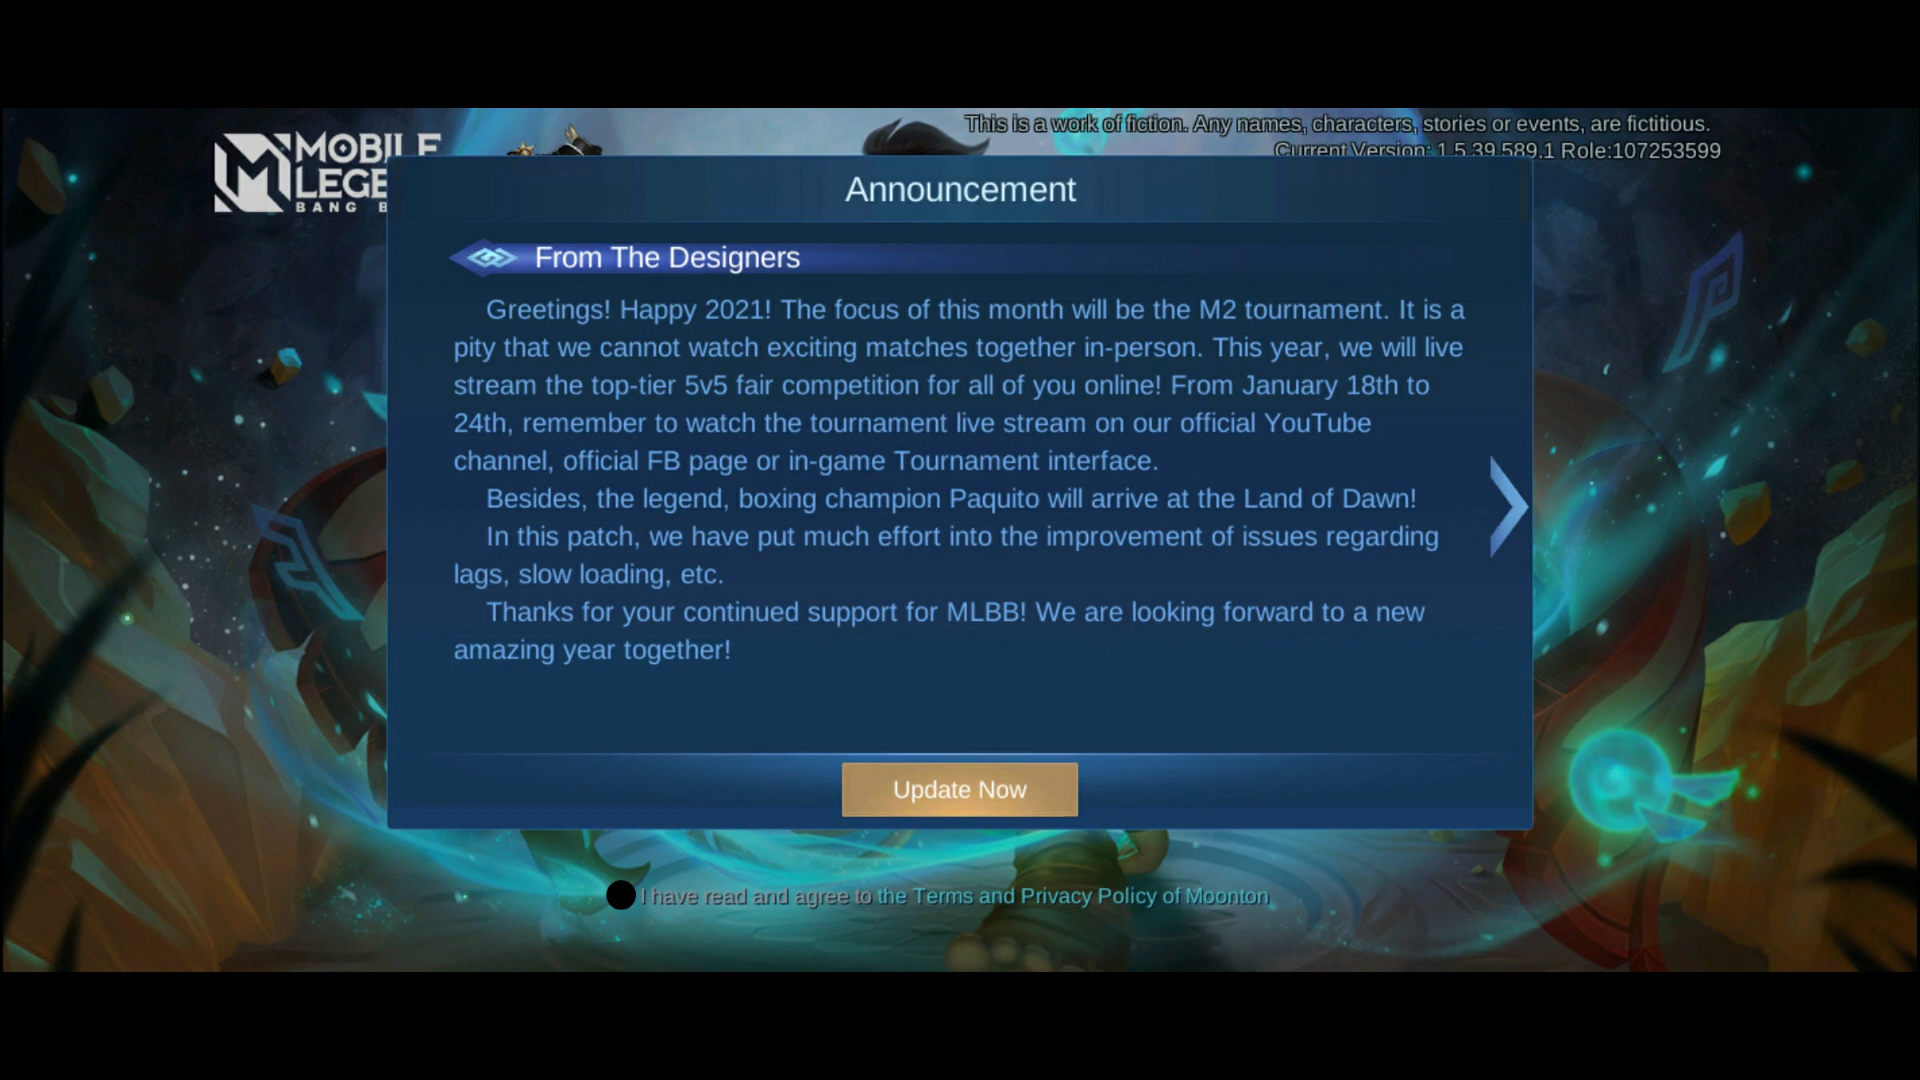 MOBILE
LEGE
BANG B
This is a work of fiction. Any names, characters, stories or events, are fictitious.
Current Version: 1.5.39.589.1 Role:107253599
Announcement
From The Designers
Greetings! Happy 2021! The focus of this month will be the M2 tournament. It is a
pity that we cannot watch exciting matches together in-person. This year, we will live
stream the top-tier 5v5 fair competition for all of you online! From January 18th to
24th, remember to watch the tournament live stream on our official YouTube
channel, official FB page or in-game Tournament interface.
Besides, the legend, boxing champion Paquito will arrive at the Land of Dawn!
In this patch, we have put much effort into the improvement of issues regarding
lags, slow loading, etc.
Thanks for your continued support for MLBB! We are looking forward to a new
amazing year together!
Update Now
I have read and agree to the Terms and Privacy Policy of Moonton